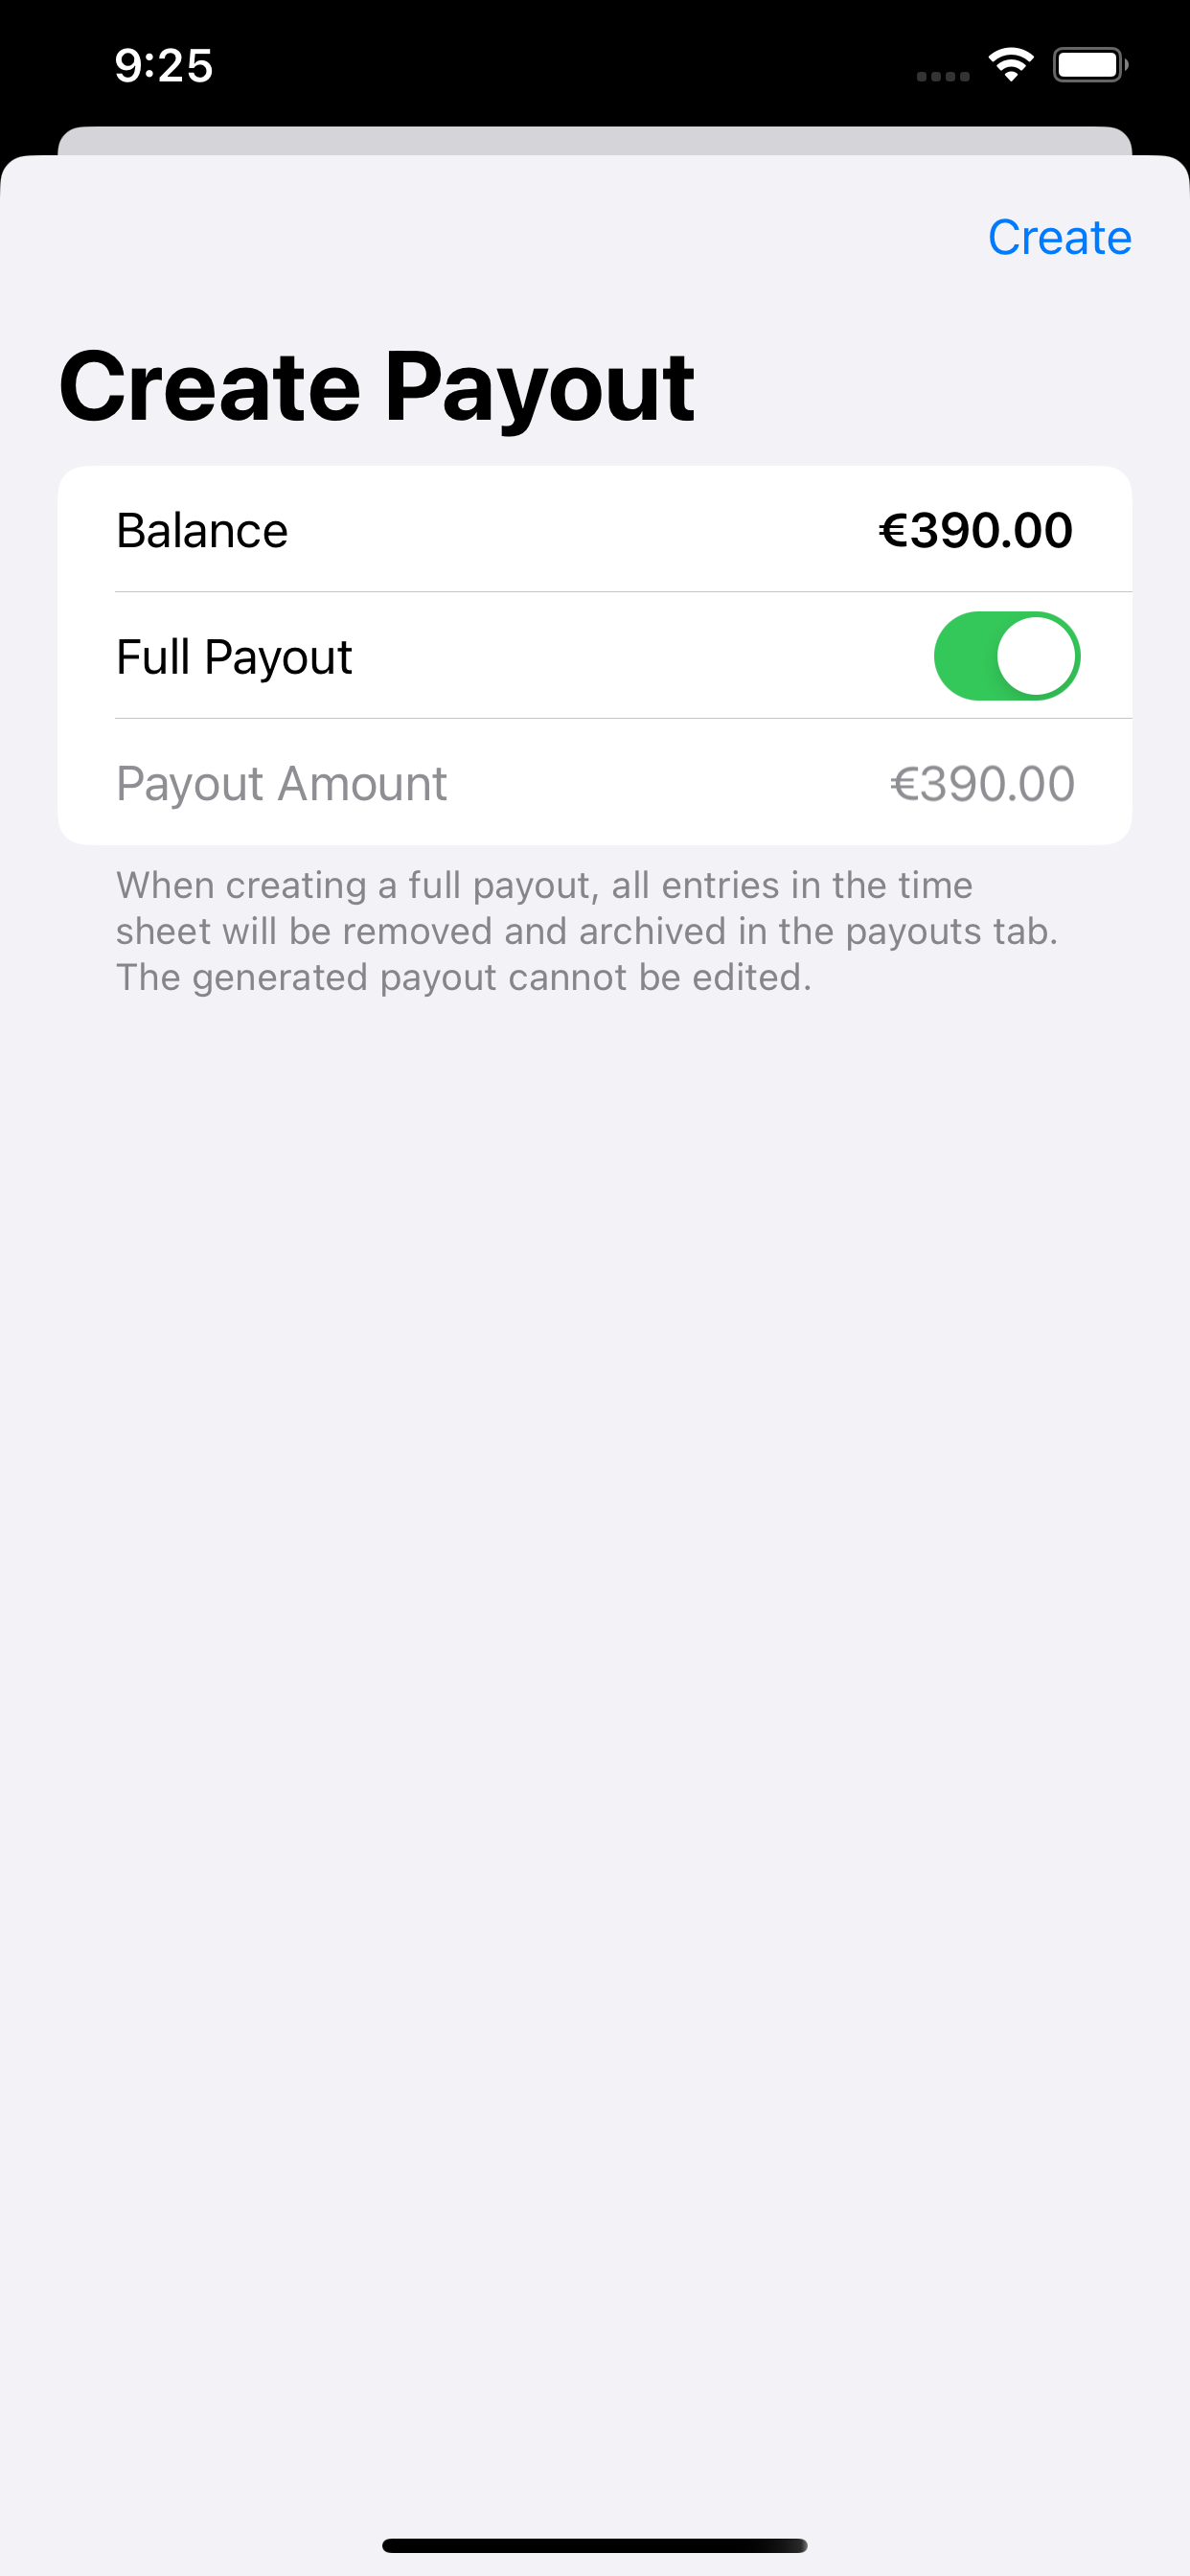 9:25
Create
Create Payout
Balance €390.00
Full Payout
Payout Amount €390.00
When creating a full payout, all entries in the time
sheet will be removed and archived in the payouts tab.
The generated payout cannot be edited.